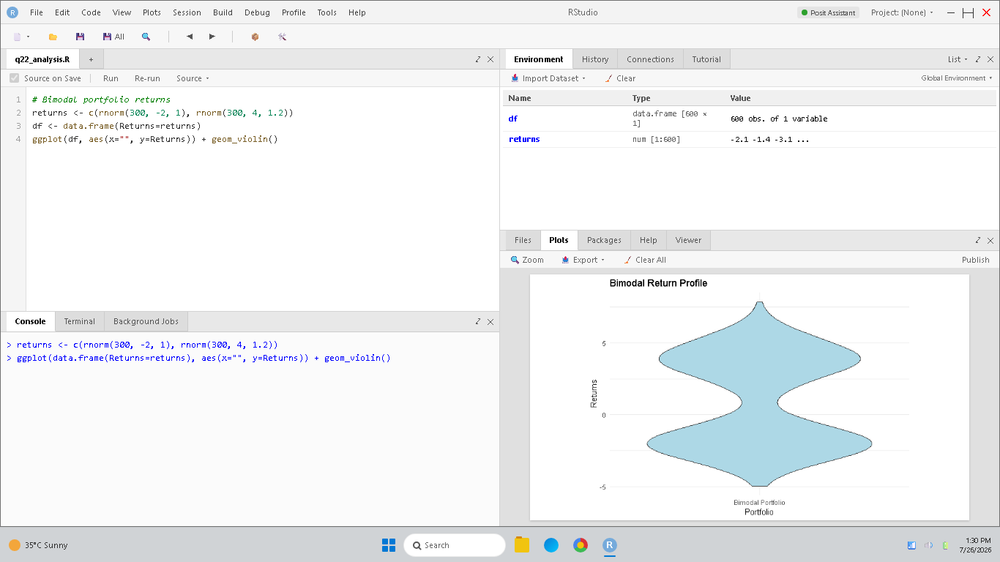 R File Edit Code View Plots Session Build Debug Profile Tools Help RStudio Posit Assistant Project: (None)
All
q22_analysis.R +
Source on Save Run Re-run Source
1 # Bimodal portfolio returns
2 returns <- c(rnorm(300, -2, 1), rnorm(300, 4, 1.2))
3 df <- data.frame(Returns=returns)
4 ggplot(df, aes(x="", y=Returns)) + geom_violin()
Console Terminal Background Jobs
> returns <- c(rnorm(300, -2, 1), rnorm(300, 4, 1.2))
> ggplot(data.frame(Returns=returns), aes(x="", y=Returns)) + geom_violin()
Environment History Connections Tutorial List
Import Dataset Clear Global Environment
Name Type Value
df data.frame [600 × 1] 600 obs. of 1 variable
returns num [1:600] -2.1 -1.4 -3.1 ...
Files Plots Packages Help Viewer
Zoom Export Clear All Publish
Bimodal Return Profile
5
Returns
0
-5
Bimodal Portfolio
Portfolio
35°C Sunny Search R 1:30 PM
7/26/2026